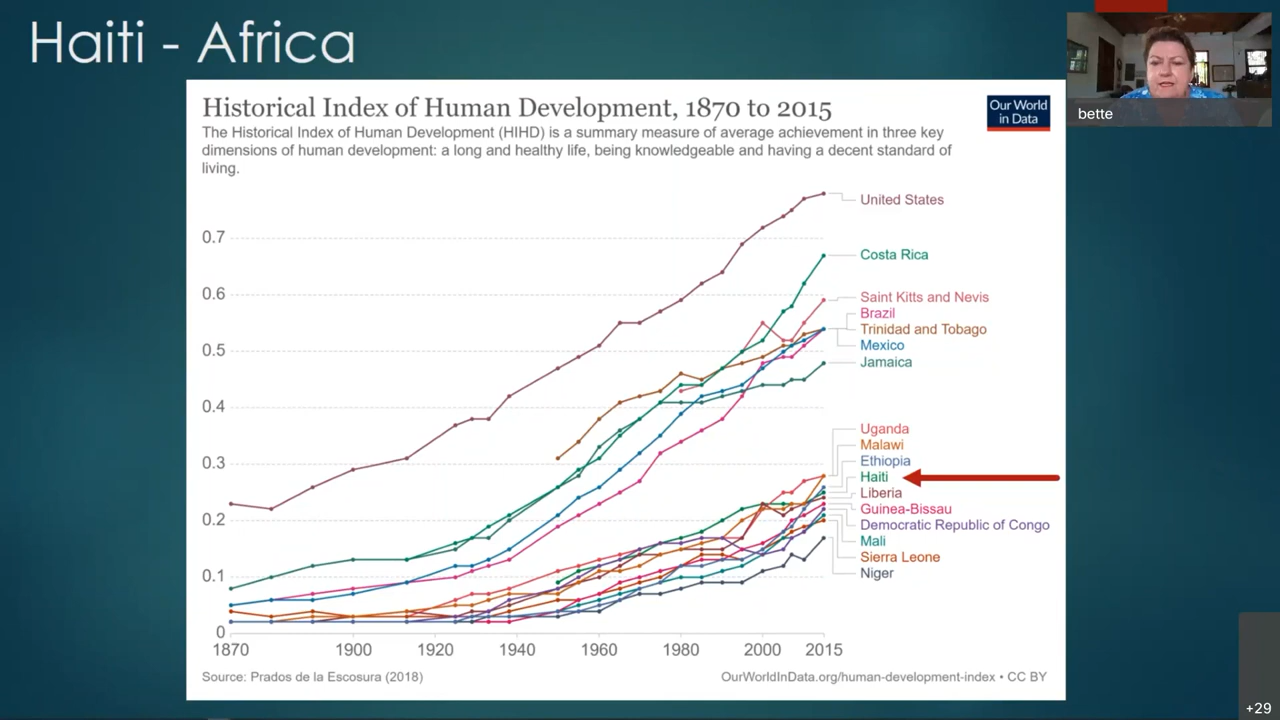 Haiti - Africa
bette
Historical Index of Human Development, 1870 to 2015
Our World
in Data
The Historical Index of Human Development (HIHD) is a summary measure of average achievement in three key
dimensions of human development: a long and healthy life, being knowledgeable and having a decent standard of
living.
United States
0.7
Costa Rica
0.6
Saint Kitts and Nevis
Brazil
Trinidad and Tobago
0.5
Mexico
Jamaica
0.4
Uganda
Malawi
0.3
Ethiopia
Haiti
Liberia
Guinea-Bissau
0.2
Democratic Republic of Congo
Mali
Sierra Leone
0.1
Niger
0
1870 1900 1920 1940 1960 1980 2000 2015
Source: Prados de la Escosura (2018)
OurWorldInData.org/human-development-index • CC BY
+29